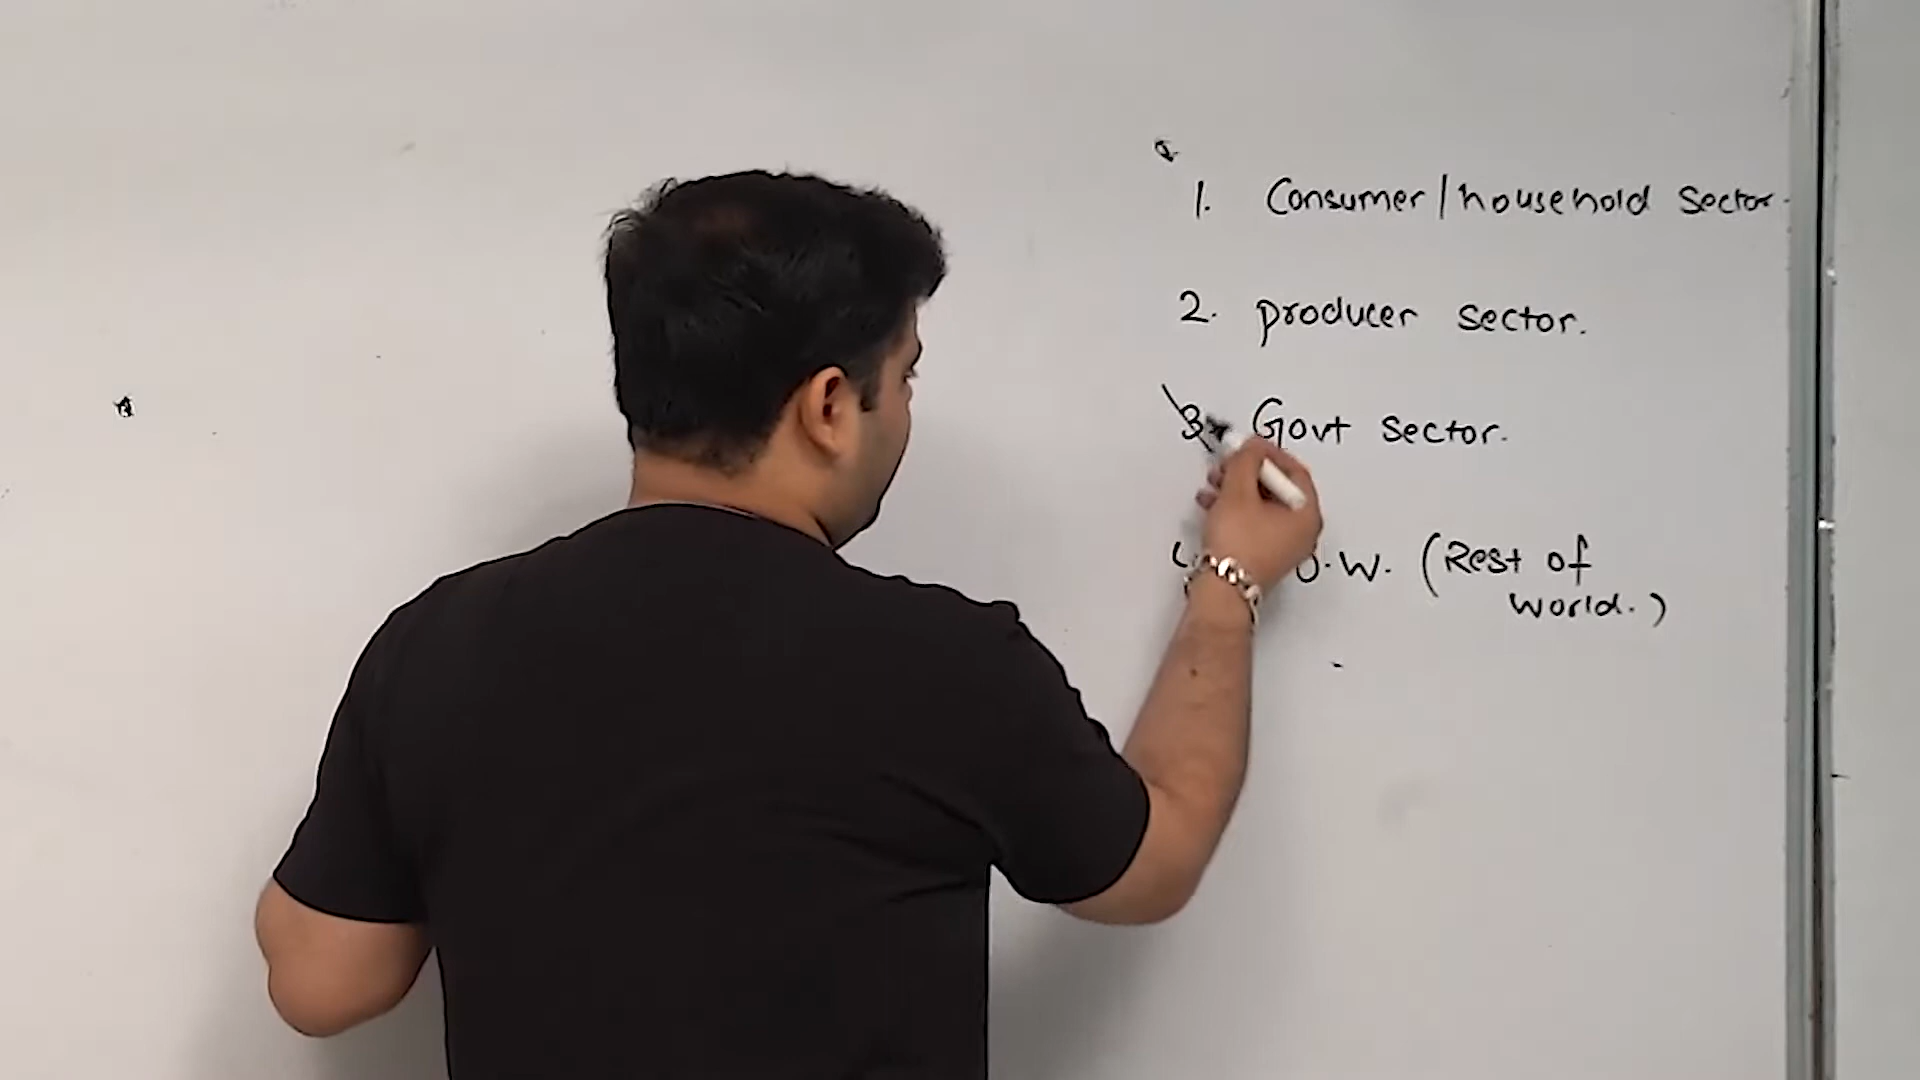 1. Consumer/household sector.
2. producer sector.
3. Govt sector.
O.W. (Rest of
world.)